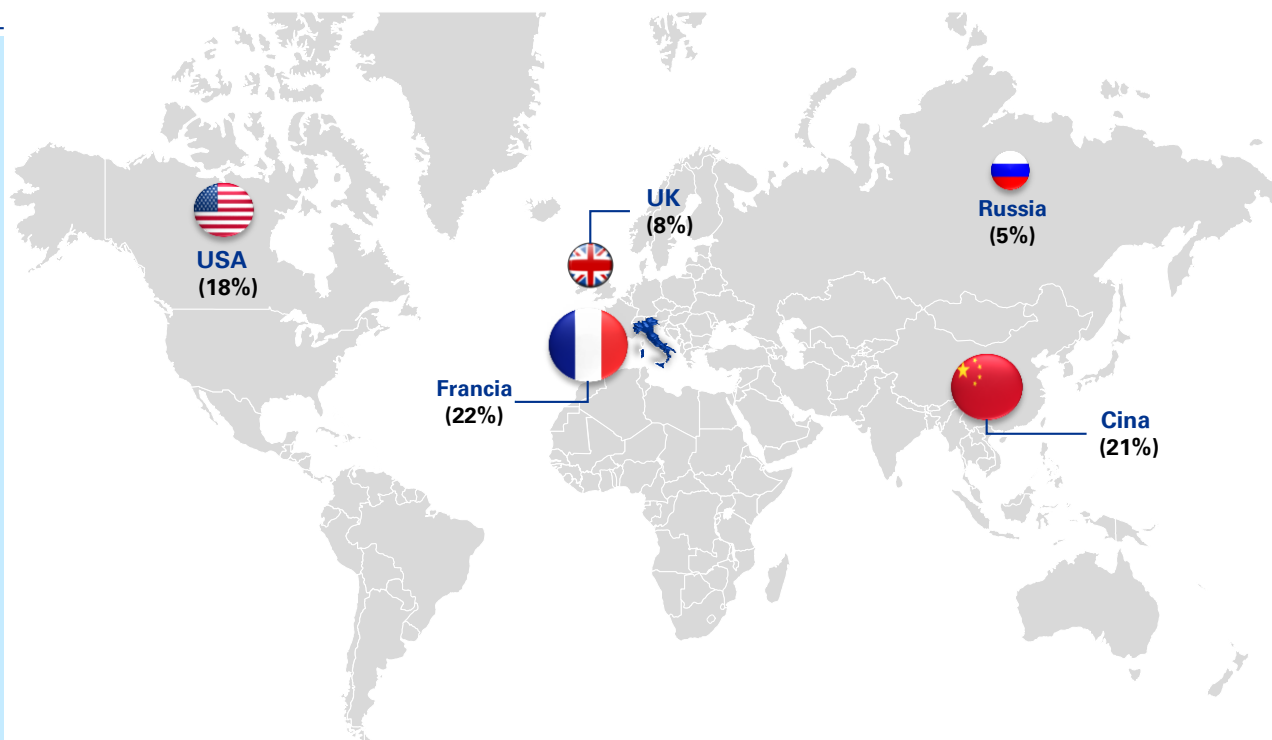 USA
(18%)
UK
(8%)
Russia
(5%)
Francia
(22%)
Cina
(21%)